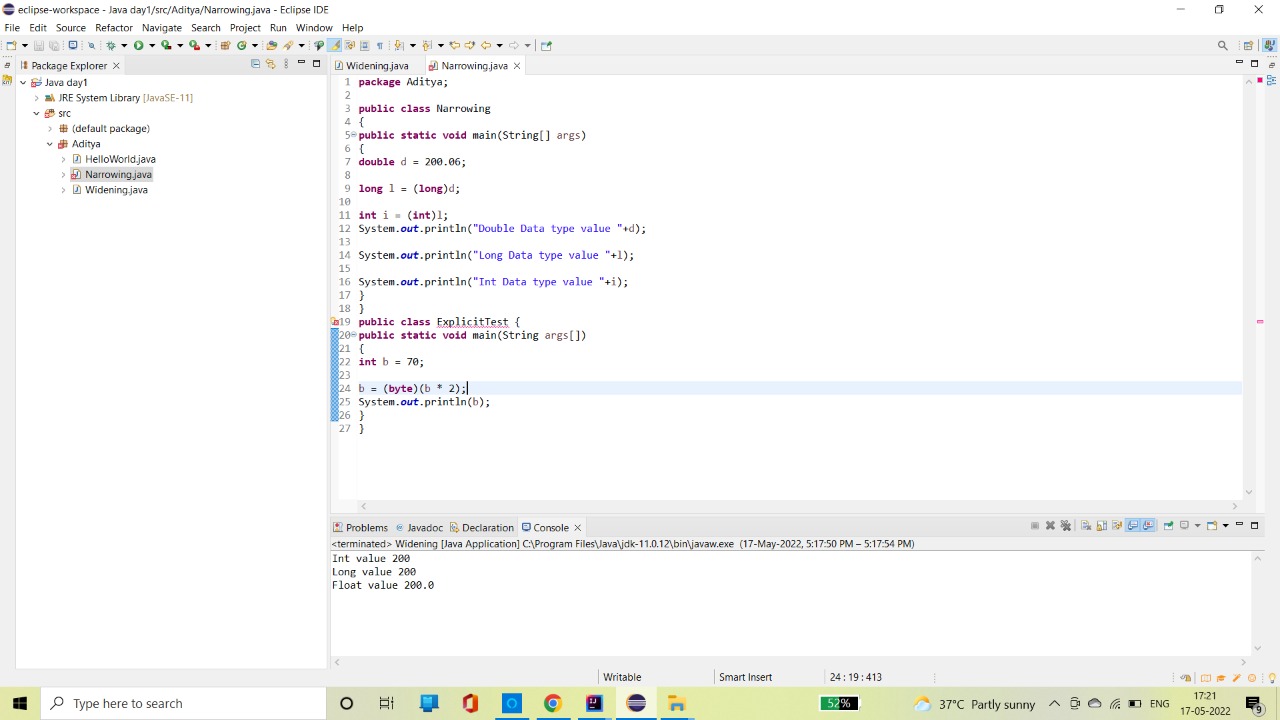 eclipse-workspace - Java day1/src/Aditya/Narrowing.java - Eclipse IDE
File Edit Source Refactor Navigate Search Project Run Window Help
Package Explorer
Java day1
JRE System Library [JavaSE-11]
src
(default package)
Aditya
HelloWorld.java
Narrowing.java
Widening.java
Widening.java Narrowing.java
1 package Aditya;
2
3 public class Narrowing
4 {
5 public static void main(String[] args)
6 {
7 double d = 200.06;
8
9 long l = (long)d;
10
11 int i = (int)l;
12 System.out.println("Double Data type value "+d);
13
14 System.out.println("Long Data type value "+l);
15
16 System.out.println("Int Data type value "+i);
17 }
18 }
19 public class ExplicitTest {
20 public static void main(String args[])
21 {
22 int b = 70;
23
24 b = (byte)(b * 2);
25 System.out.println(b);
26 }
27 }
Problems Javadoc Declaration Console
<terminated> Widening [Java Application] C:\Program Files\Java\jdk-11.0.12\bin\javaw.exe (17-May-2022, 5:17:50 PM – 5:17:54 PM)
Int value 200
Long value 200
Float value 200.0
Writable Smart Insert 24 : 19 : 413
Type here to search
52%
37°C Partly sunny
ENG
17:21
17-05-2022
9